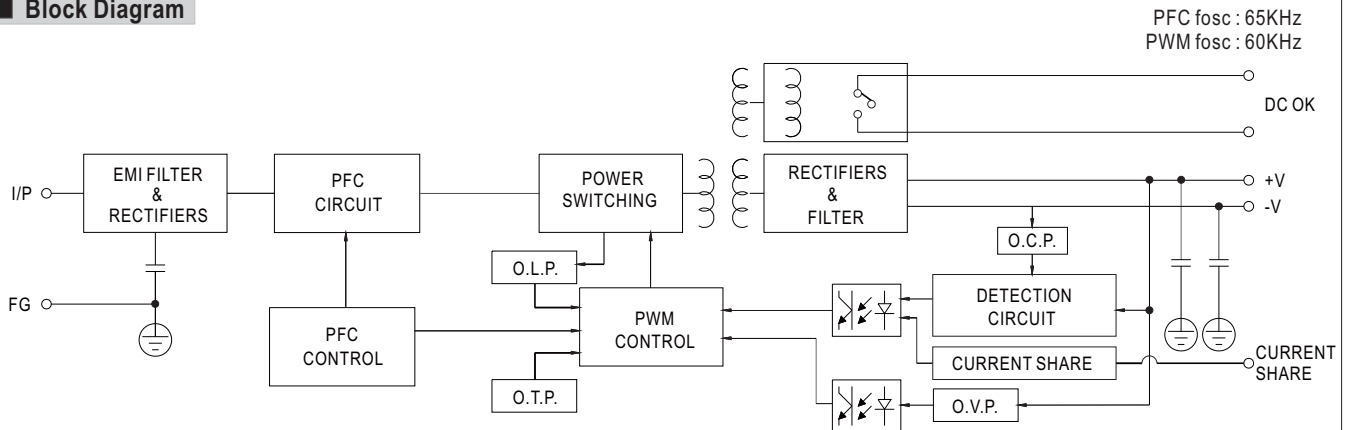 Block Diagram
PFC fosc : 65KHz
PWM fosc : 60KHz
DC OK
I/P
EMI FILTER
&
RECTIFIERS
PFC
CIRCUIT
POWER
SWITCHING
RECTIFIERS
&
FILTER
+V
-V
O.C.P.
O.L.P.
FG
DETECTION
CIRCUIT
PFC
CONTROL
PWM
CONTROL
CURRENT SHARE
CURRENT
SHARE
O.T.P.
O.V.P.